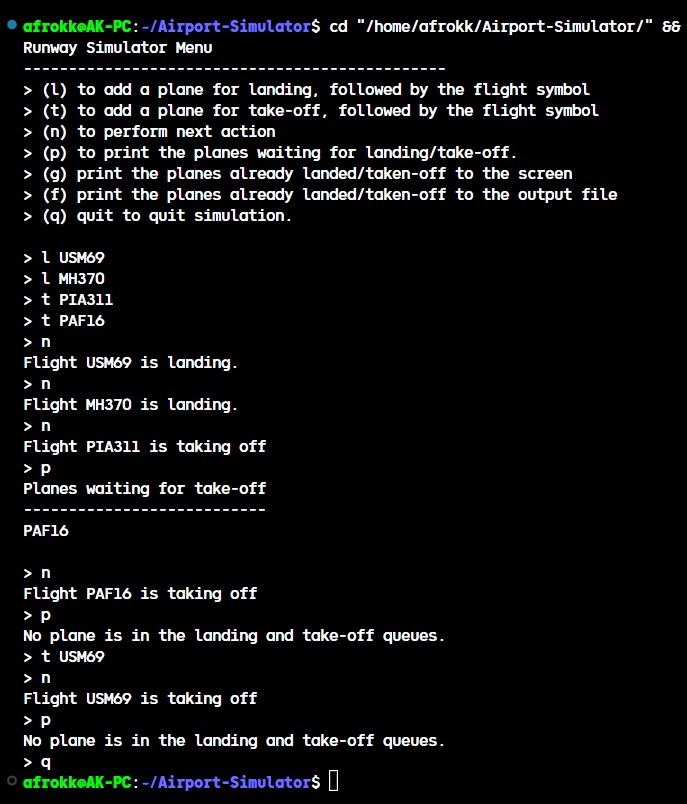 afrokk@AK-PC:~/Airport-Simulator$ cd "/home/afrokk/Airport-Simulator/" &&
Runway Simulator Menu
-----------------------------------------------
> (l) to add a plane for landing, followed by the flight symbol
> (t) to add a plane for take-off, followed by the flight symbol
> (n) to perform next action
> (p) to print the planes waiting for landing/take-off.
> (g) print the planes already landed/taken-off to the screen
> (f) print the planes already landed/taken-off to the output file
> (q) quit to quit simulation.
> l USM69
> l MH370
> t PIA311
> t PAF16
> n
Flight USM69 is landing.
> n
Flight MH370 is landing.
> n
Flight PIA311 is taking off
> p
Planes waiting for take-off
---------------------------
PAF16
> n
Flight PAF16 is taking off
> p
No plane is in the landing and take-off queues.
> t USM69
> n
Flight USM69 is taking off
> p
No plane is in the landing and take-off queues.
> q
afrokk@AK-PC:~/Airport-Simulator$